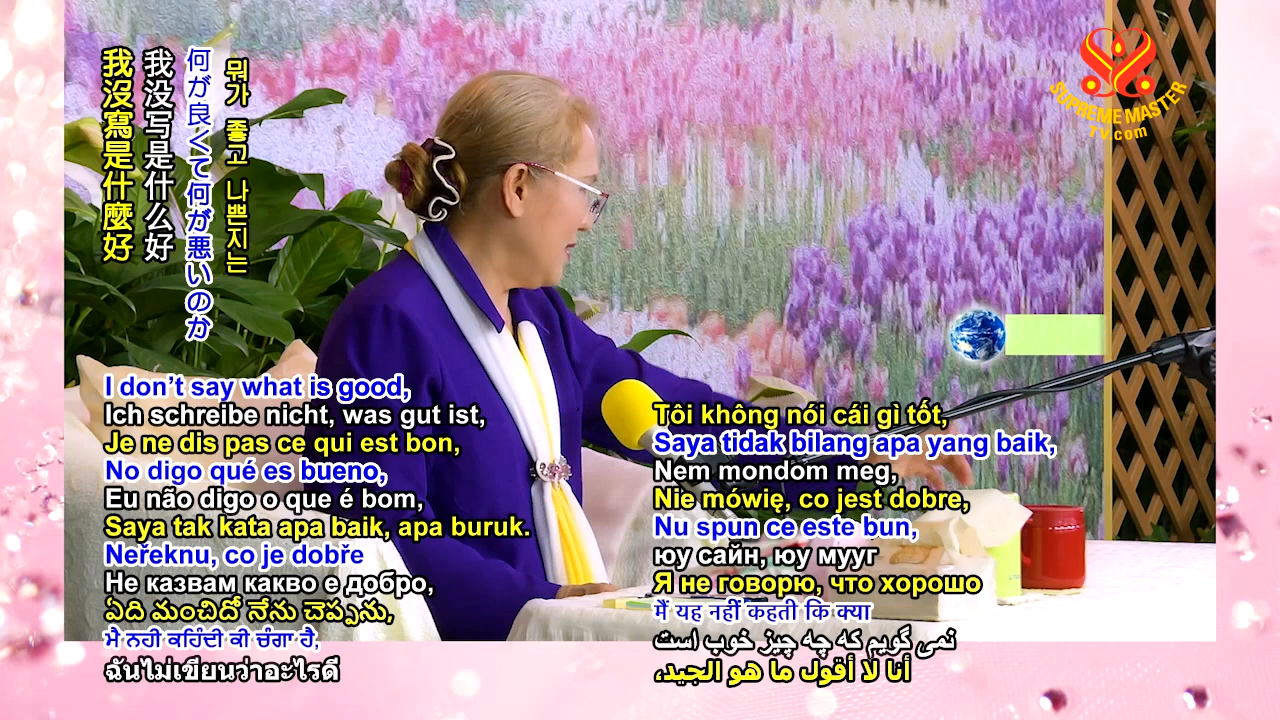 SUPREME MASTER
TV.com
我沒寫是什麼好
我没写是什么好
何が良くて何が悪いのか
뭐가 좋고 나쁜지는
I don't say what is good,
Ich schreibe nicht, was gut ist,
Je ne dis pas ce qui est bon,
No digo qué es bueno,
Eu não digo o que é bom,
Saya tak kata apa baik, apa buruk.
Neřeknu, co je dobře
Не казвам какво е добро,
ఏది మంచిదో నేను చెప్పను,
ਮੈ ਨਹੀ ਕਹਿੰਦੀ ਕੀ ਚੰਗਾ ਹੈ,
ฉันไม่เขียนว่าอะไรดี
Tôi không nói cái gì tốt,
Saya tidak bilang apa yang baik,
Nem mondom meg,
Nie mówię, co jest dobre,
Nu spun ce este bun,
юу сайн, юу мууг
Я не говорю, что хорошо
मैं यह नहीं कहती कि क्या
نمی گویم که چه چیز خوب است
أنا لا أقول ما هو الجيد،